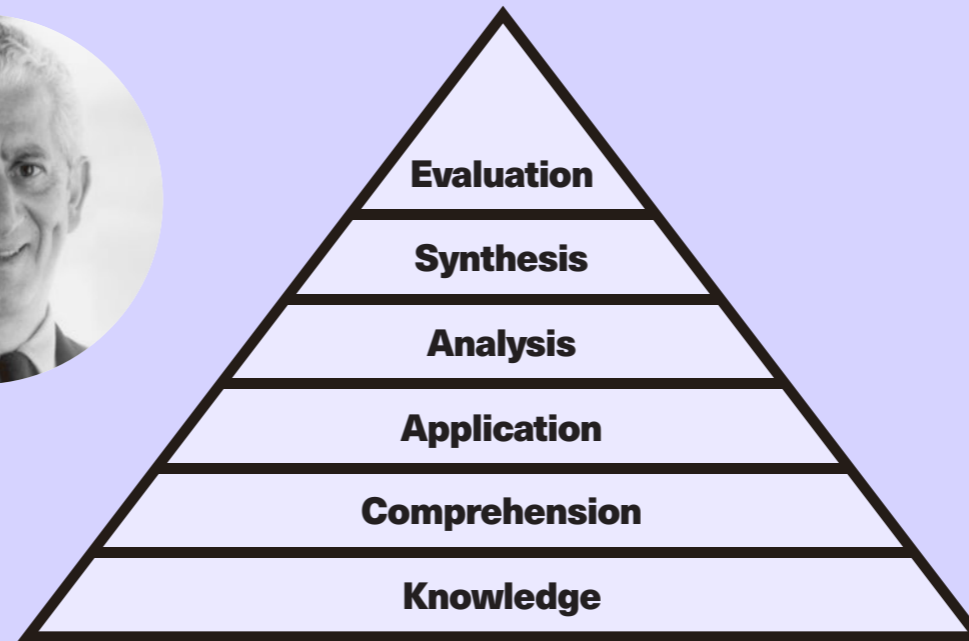 Evaluation
Synthesis
Analysis
Application
Comprehension
Knowledge